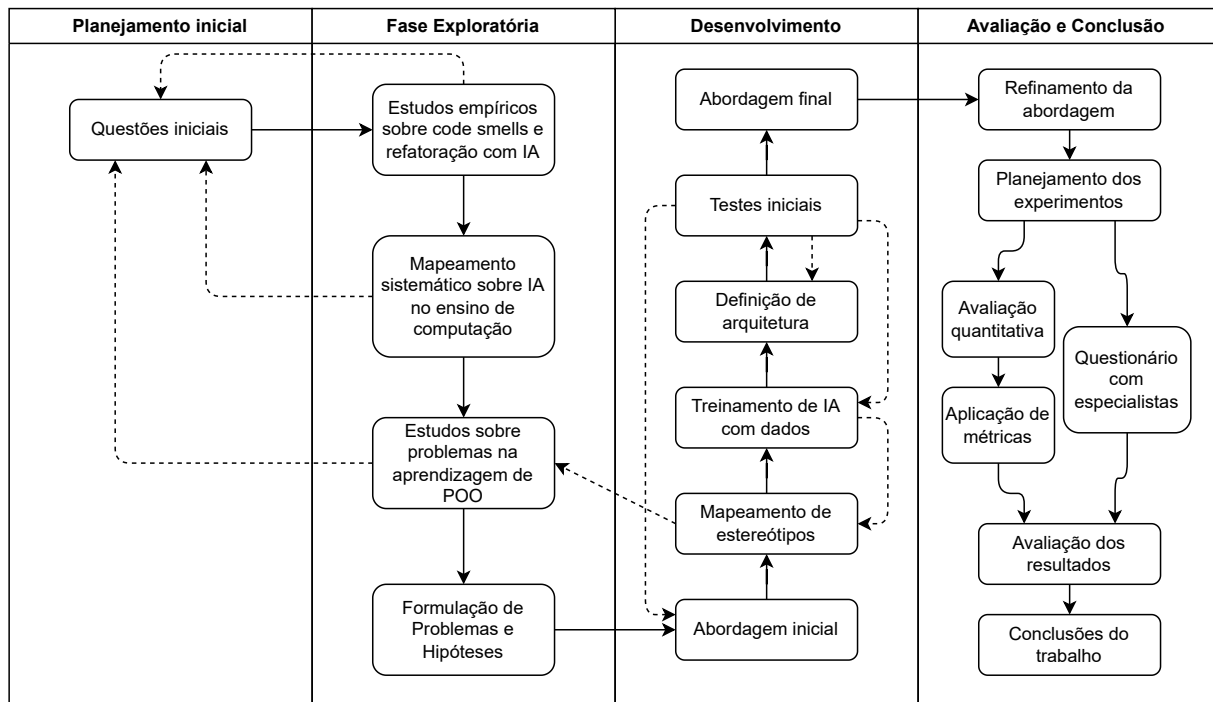 Planejamento inicial
Fase Exploratória
Desenvolvimento
Avaliação e Conclusão
Questões iniciais
Estudos empíricos
sobre code smells e
refatoração com IA
Mapeamento
sistemático sobre IA
no ensino de
computação
Estudos sobre
problemas na
aprendizagem de
POO
Formulação de
Problemas e
Hipóteses
Abordagem final
Testes iniciais
Definição de
arquitetura
Treinamento de IA
com dados
Mapeamento de
estereótipos
Abordagem inicial
Refinamento da
abordagem
Planejamento dos
experimentos
Avaliação
quantitativa
Aplicação de
métricas
Questionário
com
especialistas
Avaliação dos
resultados
Conclusões do
trabalho